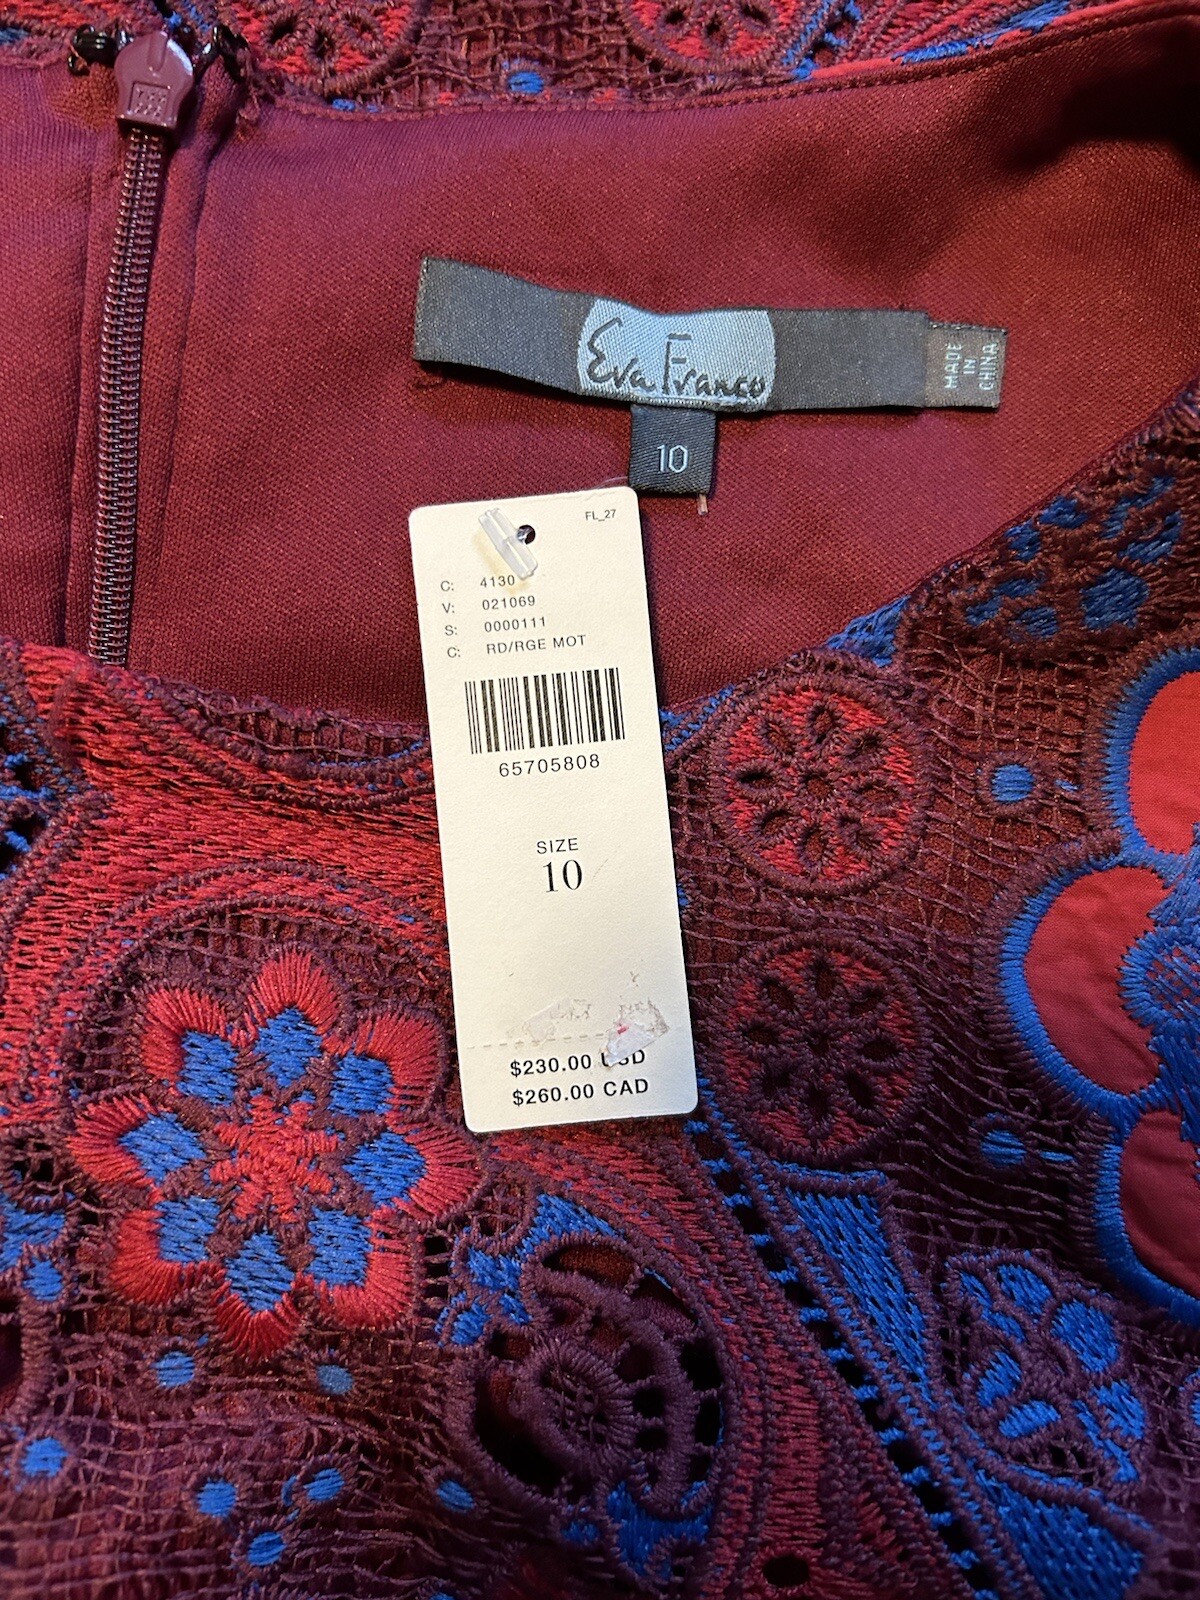 Eva Franco
MADE
IN
CHINA
10
FL_27
C: 4130
V: 021069
S: 0000111
C: RD/RGE MOT
65705808
SIZE
10
$230.00 USD
$260.00 CAD